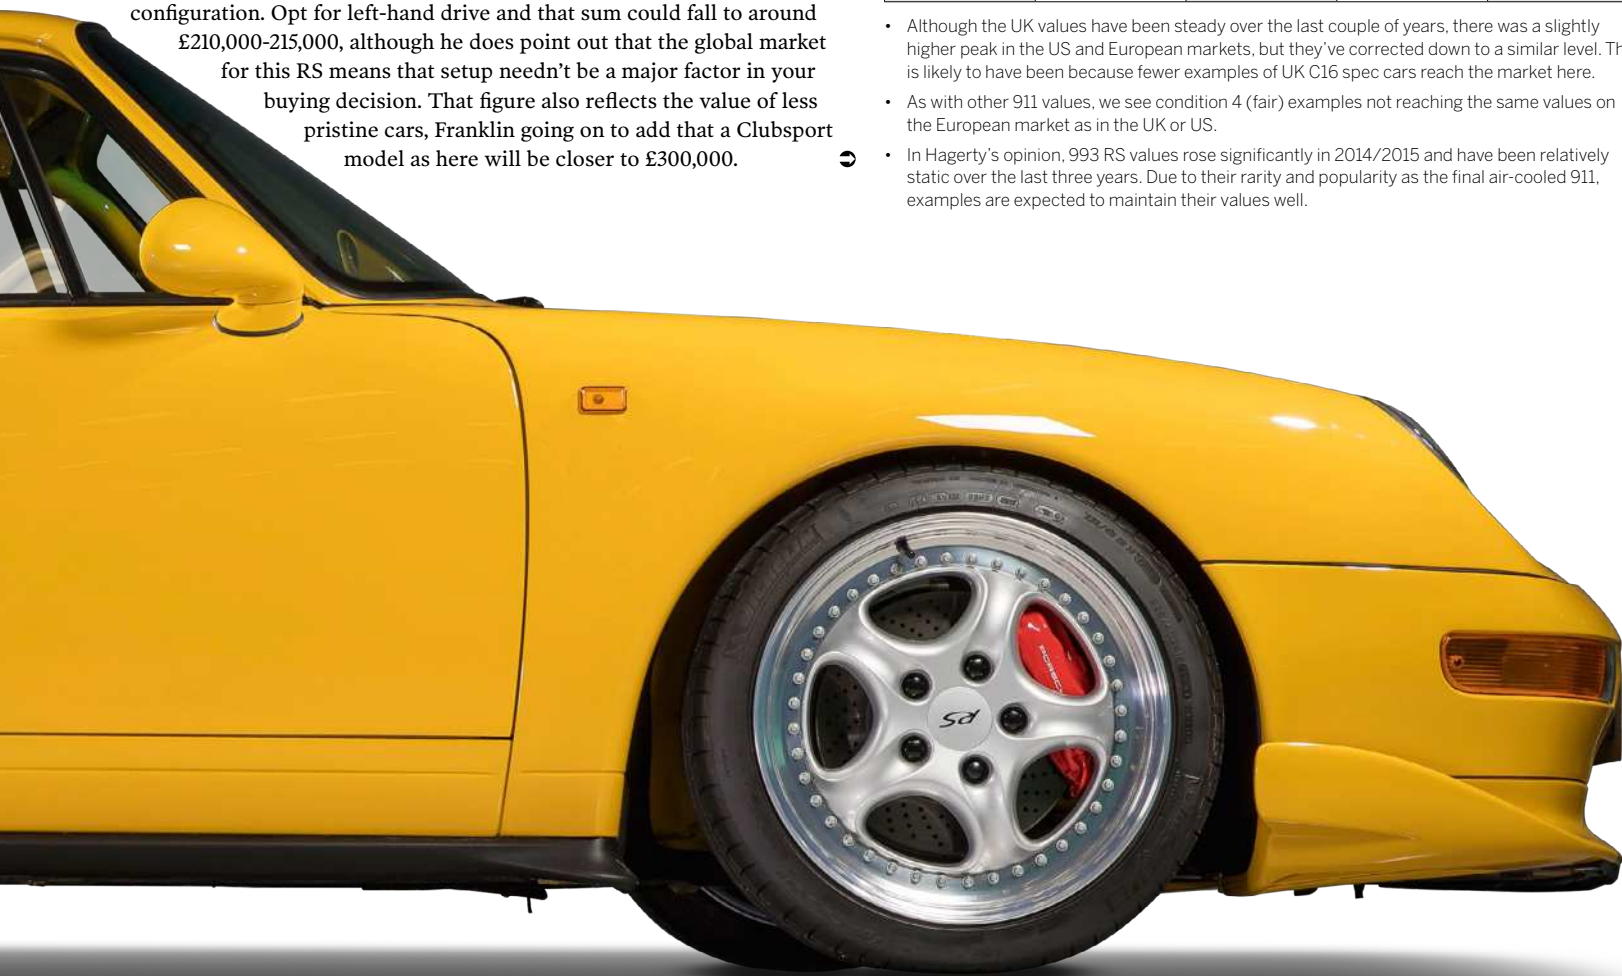 configuration. Opt for left-hand drive and that sum could fall to around
£210,000-215,000, although he does point out that the global market
for this RS means that setup needn't be a major factor in your
buying decision. That figure also reflects the value of less
pristine cars, Franklin going on to add that a Clubsport
model as here will be closer to £300,000.
• Although the UK values have been steady over the last couple of years, there was a slightly
higher peak in the US and European markets, but they've corrected down to a similar level.
is likely to have been because fewer examples of UK C16 spec cars reach the market here.
• As with other 911 values, we see condition 4 (fair) examples not reaching the same values on
the European market as in the UK or US.
• In Hagerty's opinion, 993 RS values rose significantly in 2014/2015 and have been relatively
static over the last three years. Due to their rarity and popularity as the final air-cooled 911,
examples are expected to maintain their values well.
RS